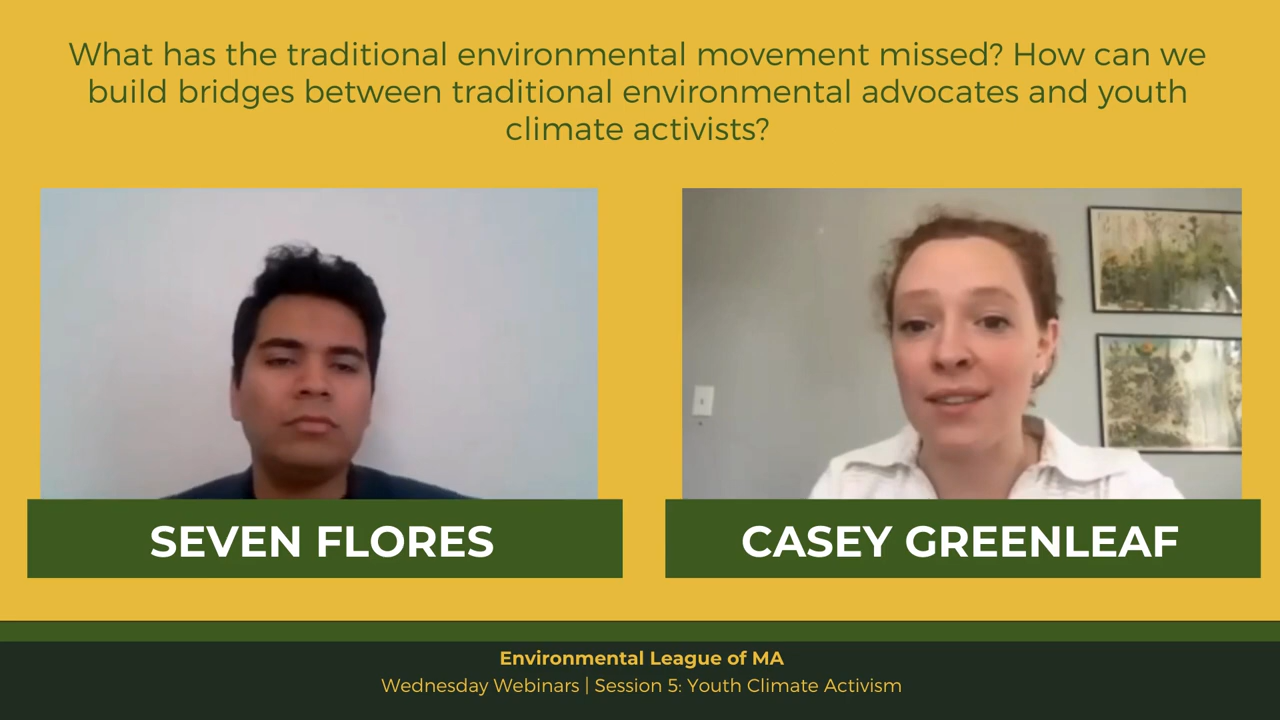 What has the traditional environmental movement missed? How can we
build bridges between traditional environmental advocates and youth
climate activists?
SEVEN FLORES
CASEY GREENLEAF
Environmental League of MA
Wednesday Webinars | Session 5: Youth Climate Activism